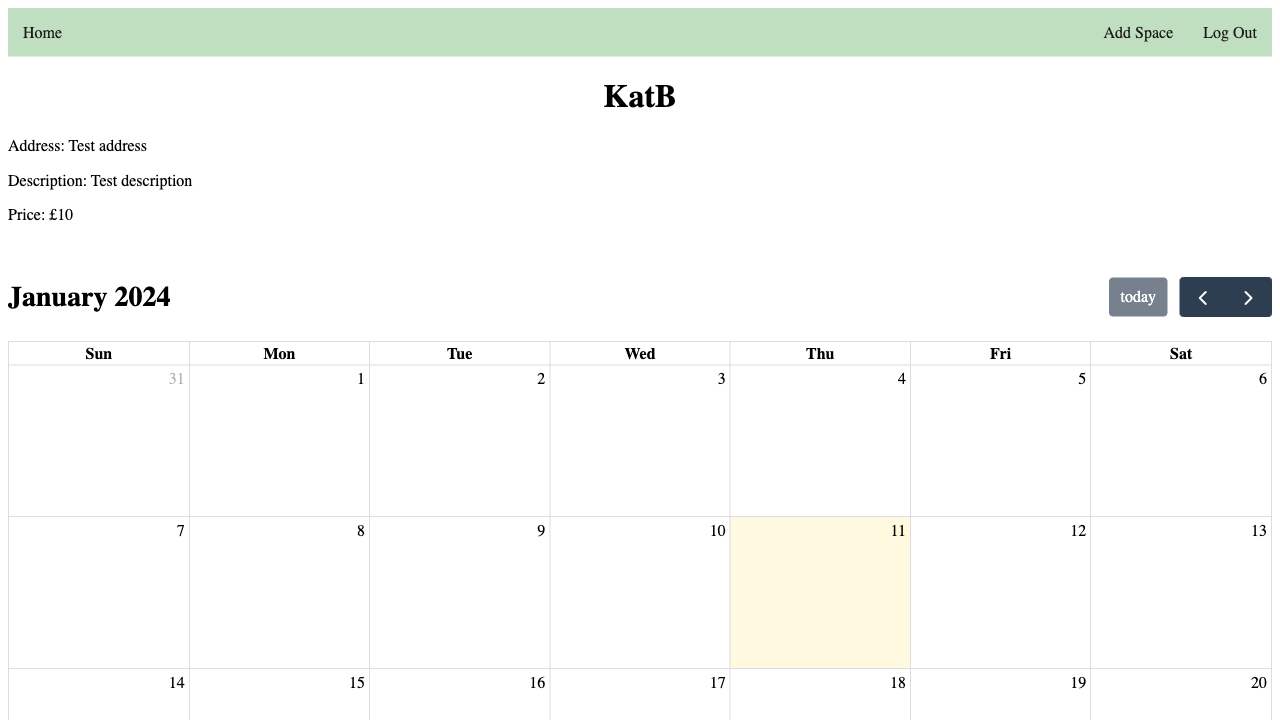 Home Add Space Log Out
KatB
Address: Test address
Description: Test description
Price: £10
January 2024 today
Sun Mon Tue Wed Thu Fri Sat
31 1 2 3 4 5 6
7 8 9 10 11 12 13
14 15 16 17 18 19 20